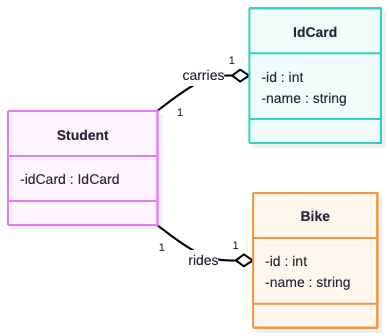 IdCard
-id : int
-name : string
1
carries
1
Student
-idCard : IdCard
1
rides
1
Bike
-id : int
-name : string